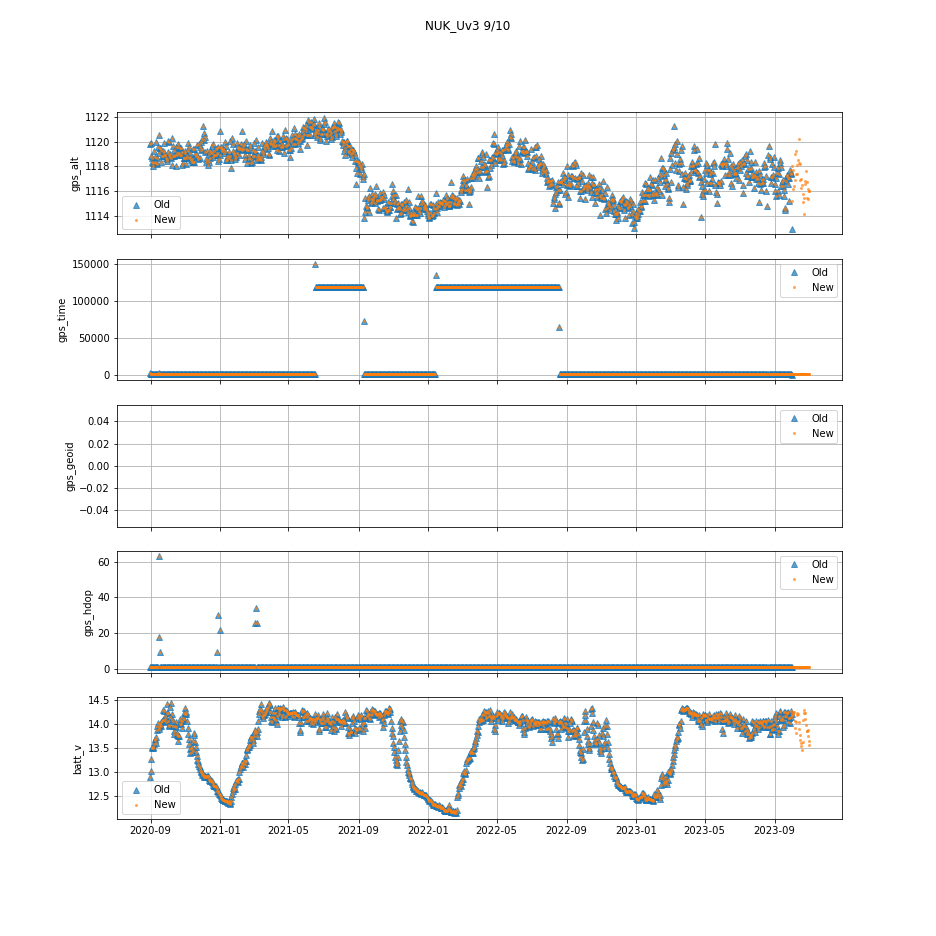 NUK_Uv3 9/10
1122
1120
1118
1116
1114
gps_alt
Old
New
150000
100000
50000
0
gps_time
Old
New
0.04
0.02
0.00
−0.02
−0.04
gps_geoid
Old
New
60
40
20
0
gps_hdop
Old
New
14.5
14.0
13.5
13.0
12.5
batt_v
Old
New
2020-09 2021-01 2021-05 2021-09 2022-01 2022-05 2022-09 2023-01 2023-05 2023-09